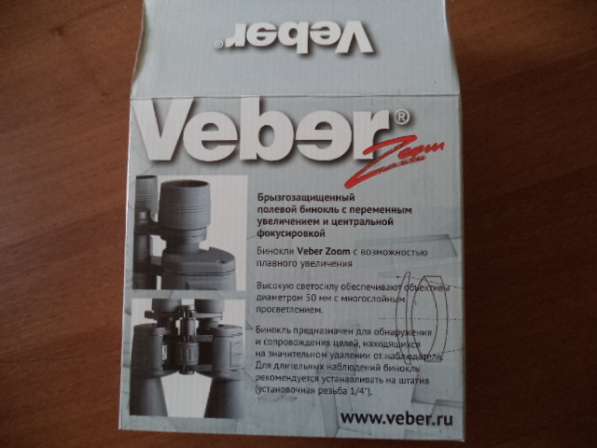 Veber®
Veber®
Zoom
Брызгозащищенный
полевой бинокль с переменным
увеличением и центральной
фокусировкой
Бинокли Veber Zoom с возможностью
плавного увеличения
Высокую светосилу обеспечивают объективы
диаметром 50 мм с многослойным
просветлением.
Бинокль предназначен для обнаружения
и сопровождения целей, находящихся
на значительном удалении от наблюдателя.
Для длительных наблюдений бинокль
рекомендуется устанавливать на штатив
(установочная резьба 1/4").
www.veber.ru